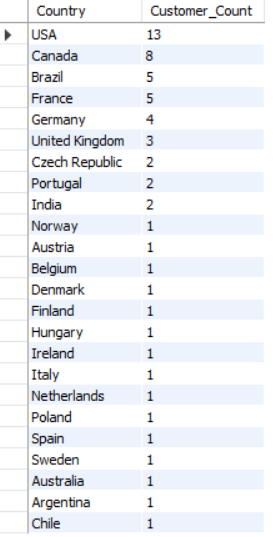 Country Customer_Count
USA 13
Canada 8
Brazil 5
France 5
Germany 4
United Kingdom 3
Czech Republic 2
Portugal 2
India 2
Norway 1
Austria 1
Belgium 1
Denmark 1
Finland 1
Hungary 1
Ireland 1
Italy 1
Netherlands 1
Poland 1
Spain 1
Sweden 1
Australia 1
Argentina 1
Chile 1